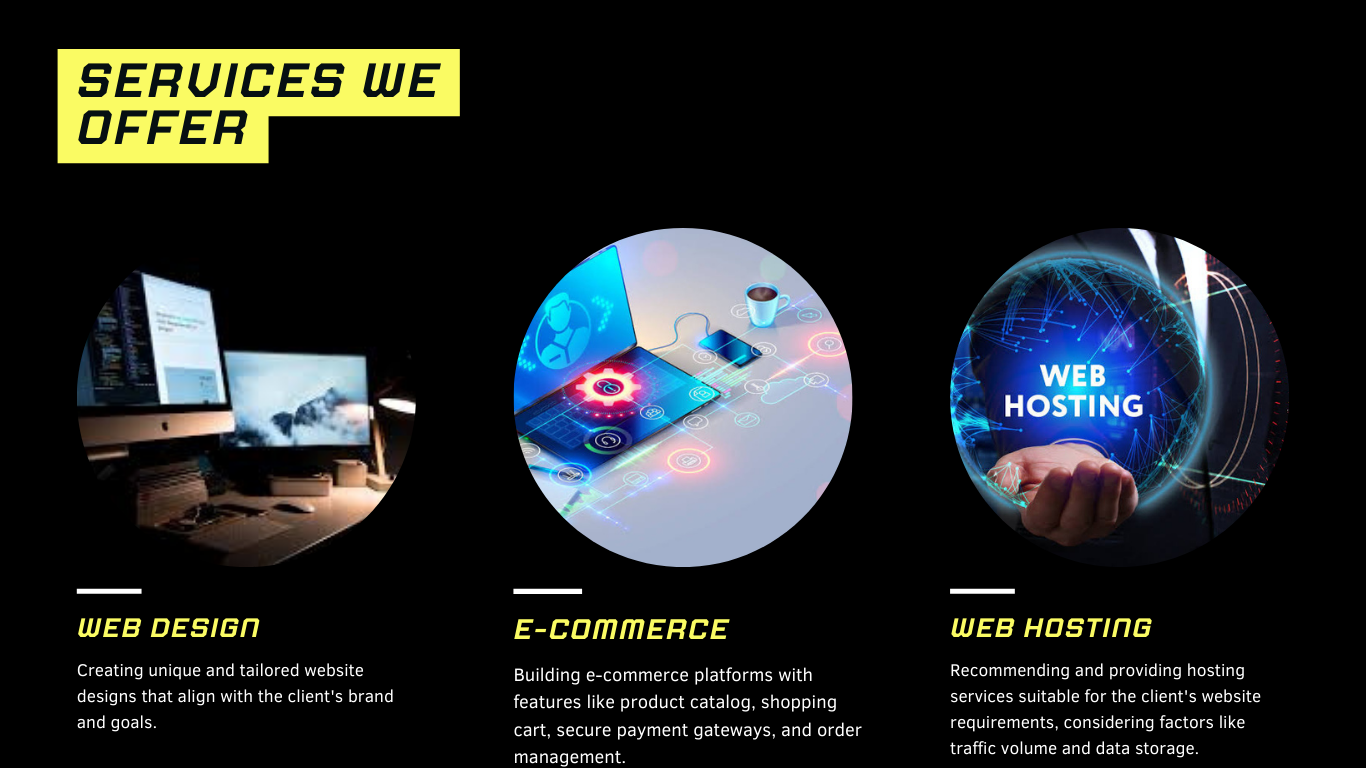 SERVICES WE
OFFER
WEB
HOSTING
WEB DESIGN
Creating unique and tailored website
designs that align with the client's brand
and goals.
E-COMMERCE
Building e-commerce platforms with
features like product catalog, shopping
cart, secure payment gateways, and order
management.
WEB HOSTING
Recommending and providing hosting
services suitable for the client's website
requirements, considering factors like
traffic volume and data storage.